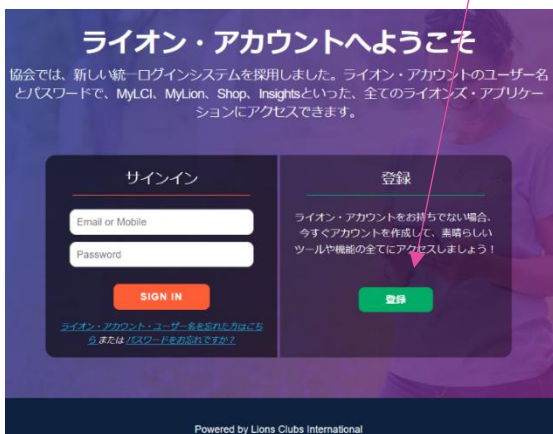 ライオン・アカウントへようこそ
協会では、新しい統一ログインシステムを採用しました。ライオン・アカウントのユーザー名
とパスワードで、MyLCI、MyLion、Shop、Insightsといった、全てのライオンズ・アプリケー
ションにアクセスできます。
サインイン
Email or Mobile
Password
SIGN IN
ライオン・アカウント・ユーザー名を忘れた方はこち
ら または パスワードをお忘れですか？
登録
ライオン・アカウントをお持ちでない場合、
今すぐアカウントを作成して、素晴らしい
ツールや機能の全てにアクセスしましょう！
登録
Powered by Lions Clubs International